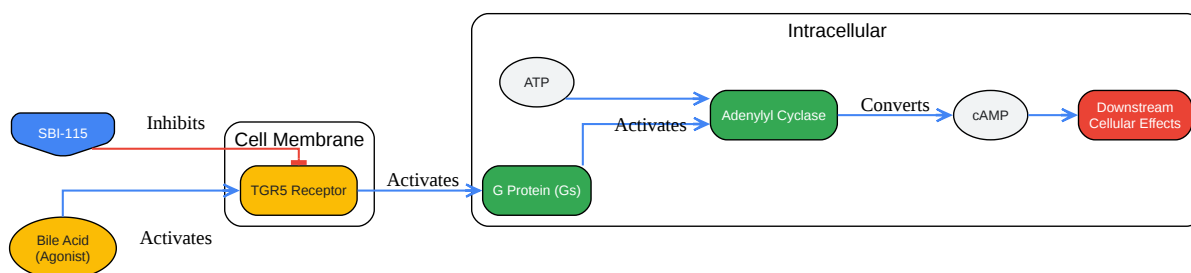 Intracellular
ATP
SBI-115
Inhibits
Cell Membrane
Activates
Adenylyl Cyclase
Converts
cAMP
Downstream
Cellular Effects
TGR5 Receptor
Activates
G Protein (Gs)
Bile Acid
(Agonist)
Activates